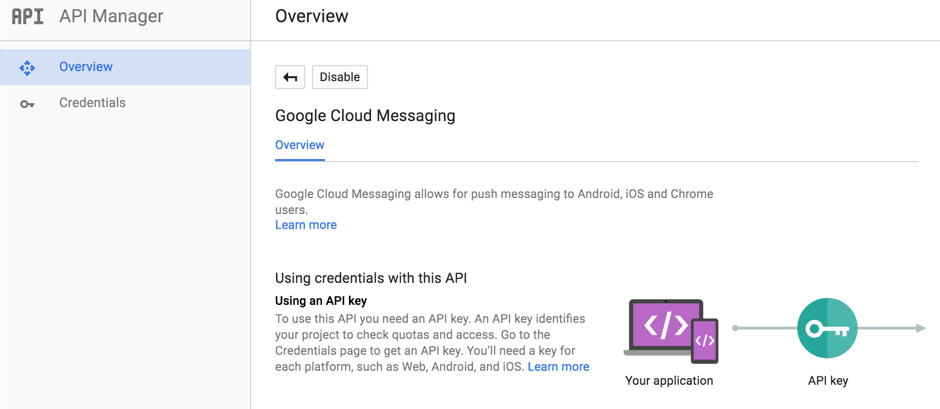 API API Manager
Overview
Overview
Credentials
Disable
Google Cloud Messaging
Overview
Google Cloud Messaging allows for push messaging to Android, iOS and Chrome
users.
Learn more
Using credentials with this API
Using an API key
To use this API you need an API key. An API key identifies
your project to check quotas and access. Go to the
Credentials page to get an API key. You'll need a key for
each platform, such as Web, Android, and iOS. Learn more
</>
</>
Your application
API key